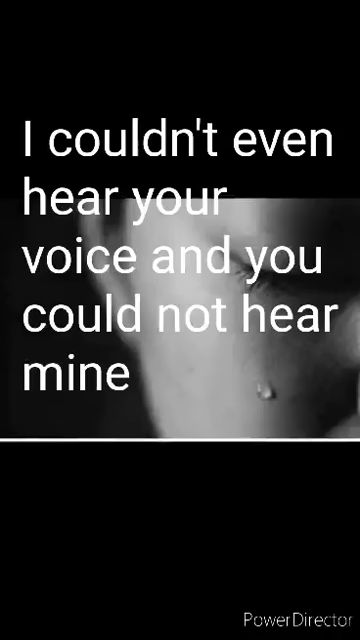 I couldn't even
hear your
voice and you
could not hear
mine
PowerDirector